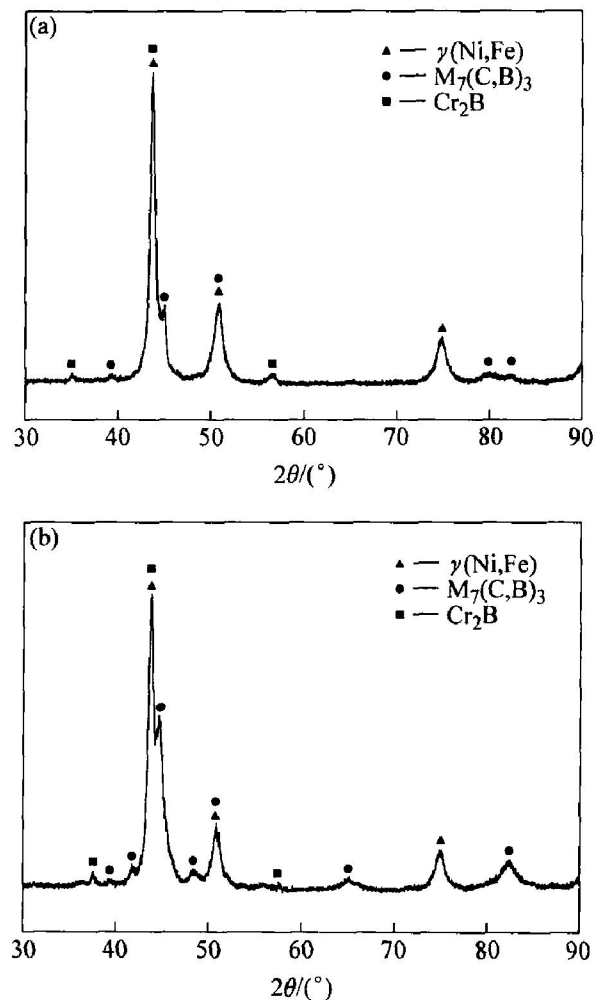 (a)
▲ — γ(Ni,Fe)
● — M₇(C,B)₃
■ — Cr₂B
30 40 50 60 70 80 90
2θ/(°)
(b)
▲ — γ(Ni,Fe)
● — M₇(C,B)₃
■ — Cr₂B
30 40 50 60 70 80 90
2θ/(°)